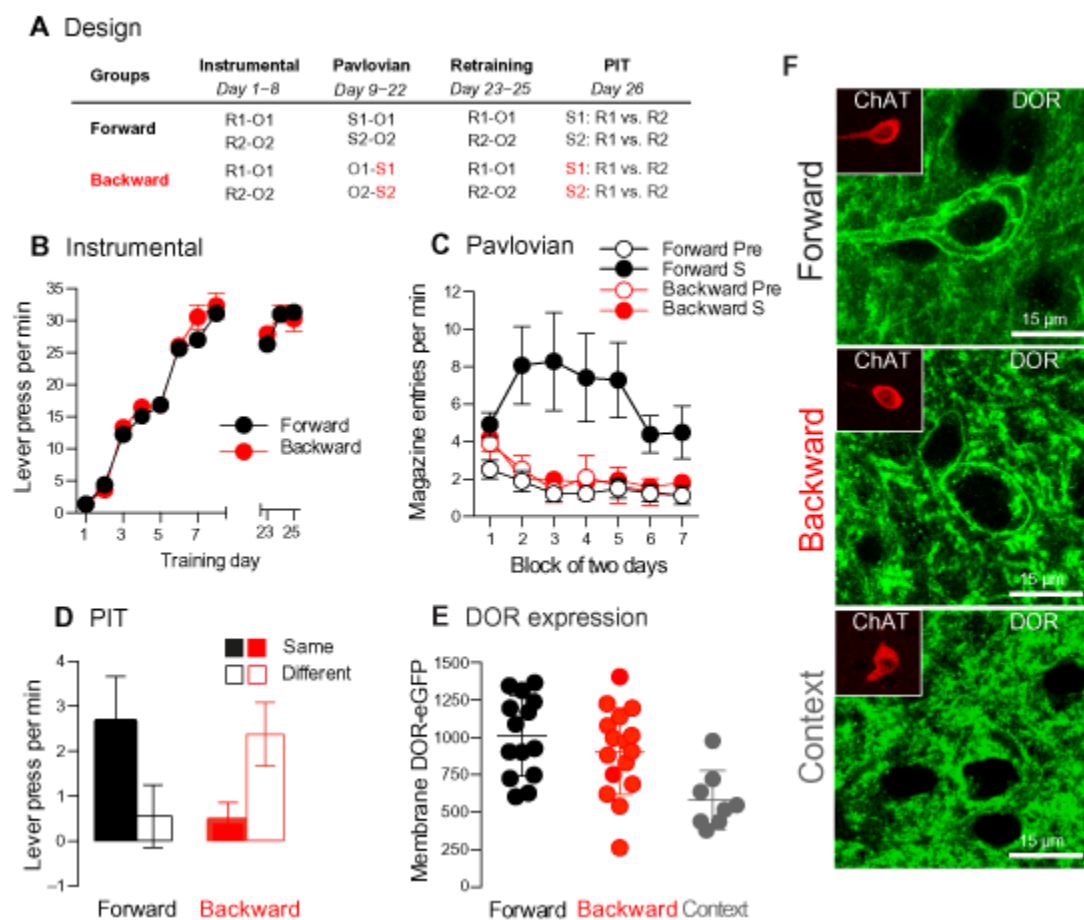 A Design
Groups Instrumental Pavlovian Retraining PIT
Day 1–8 Day 9–22 Day 23–25 Day 26
Forward
R1-O1 S1-O1 R1-O1 S1: R1 vs. R2
R2-O2 S2-O2 R2-O2 S2: R1 vs. R2
Backward
R1-O1 O1-S1 R1-O1 S1: R1 vs. R2
R2-O2 O2-S2 R2-O2 S2: R1 vs. R2
B Instrumental
Lever press per min
35
30
25
20
15
10
5
0
1 3 5 7 23 25
Training day
Forward
Backward
C Pavlovian
Forward Pre
Forward S
Backward Pre
Backward S
Magazine entries per min
12
10
8
6
4
2
0
1 2 3 4 5 6 7
Block of two days
D PIT
Same
Different
Lever press per min
4
3
2
1
0
–1
Forward Backward
E DOR expression
Membrane DOR-eGFP
1500
1250
1000
750
500
250
0
Forward Backward Context
F
Forward
ChAT DOR
15 µm
Backward
ChAT DOR
15 µm
Context
ChAT DOR
15 µm